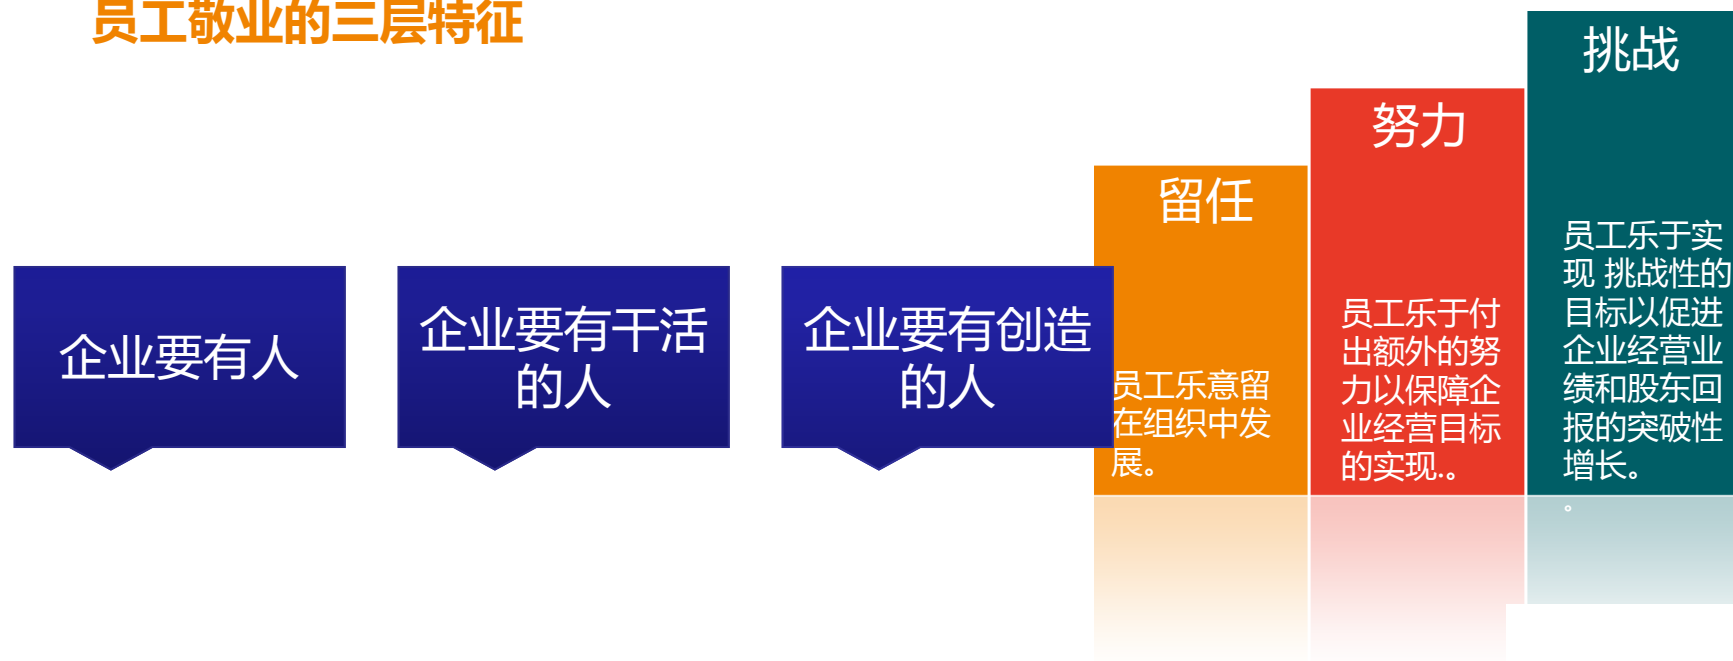 员工敬业的三层特征
企业要有人
企业要有干活
的人
企业要有创造
的人
留任
员工乐意留
在组织中发
展。
努力
员工乐于付
出额外的努
力以保障企
业经营目标
的实现.。
挑战
员工乐于实
现 挑战性的
目标以促进
企业经营业
绩和股东回
报的突破性
增长。
。